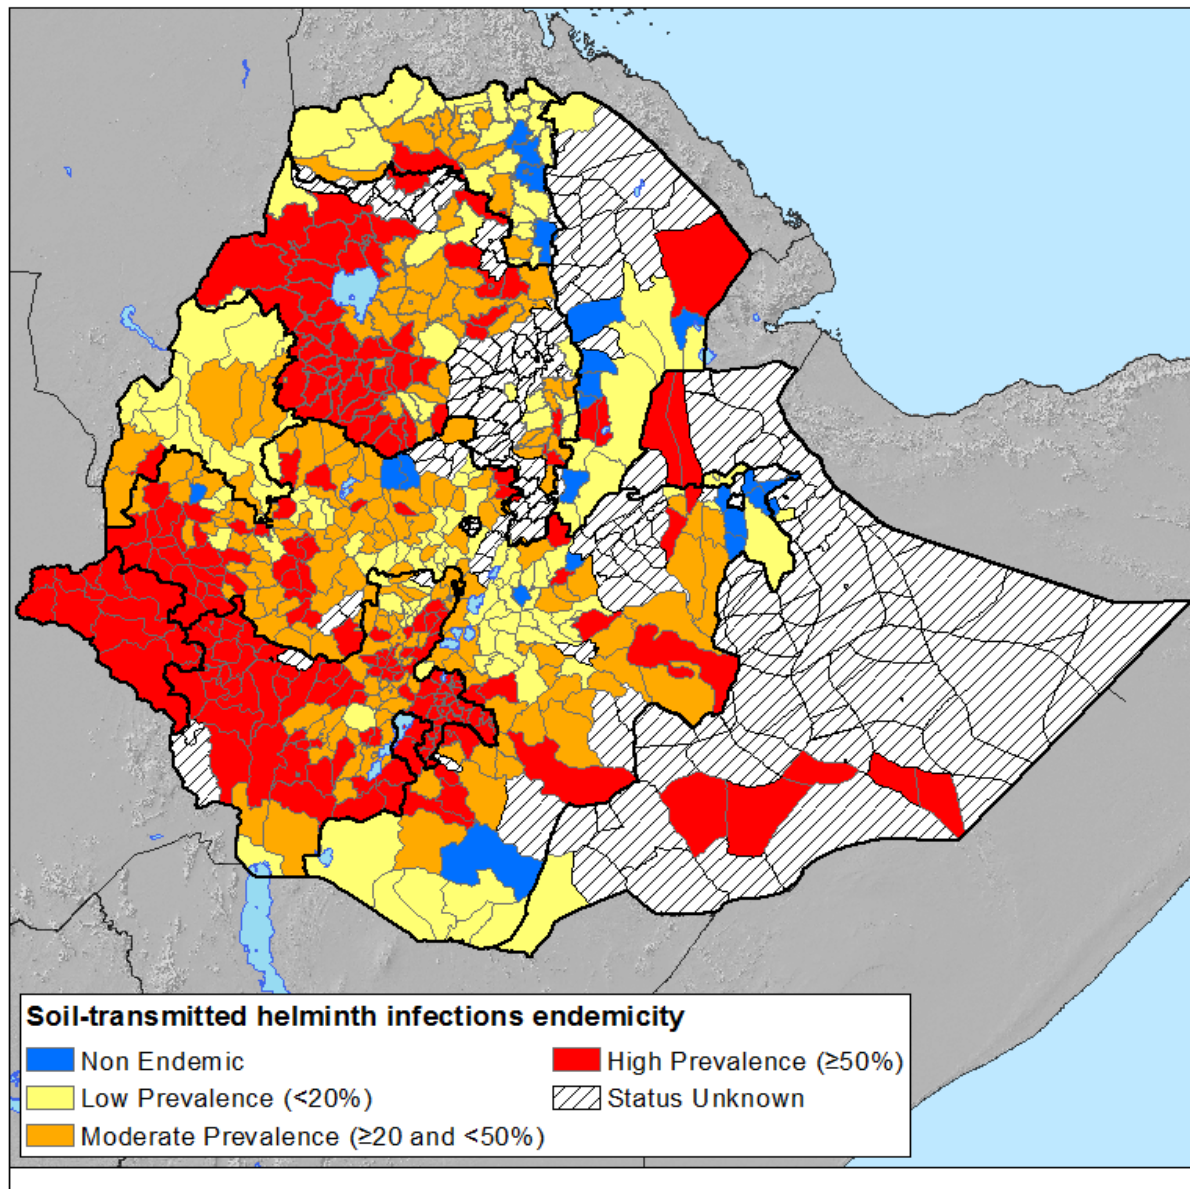 Soil-transmitted helminth infections endemicity
Non Endemic
Low Prevalence (<20%)
Moderate Prevalence (≥20 and <50%)
High Prevalence (≥50%)
Status Unknown